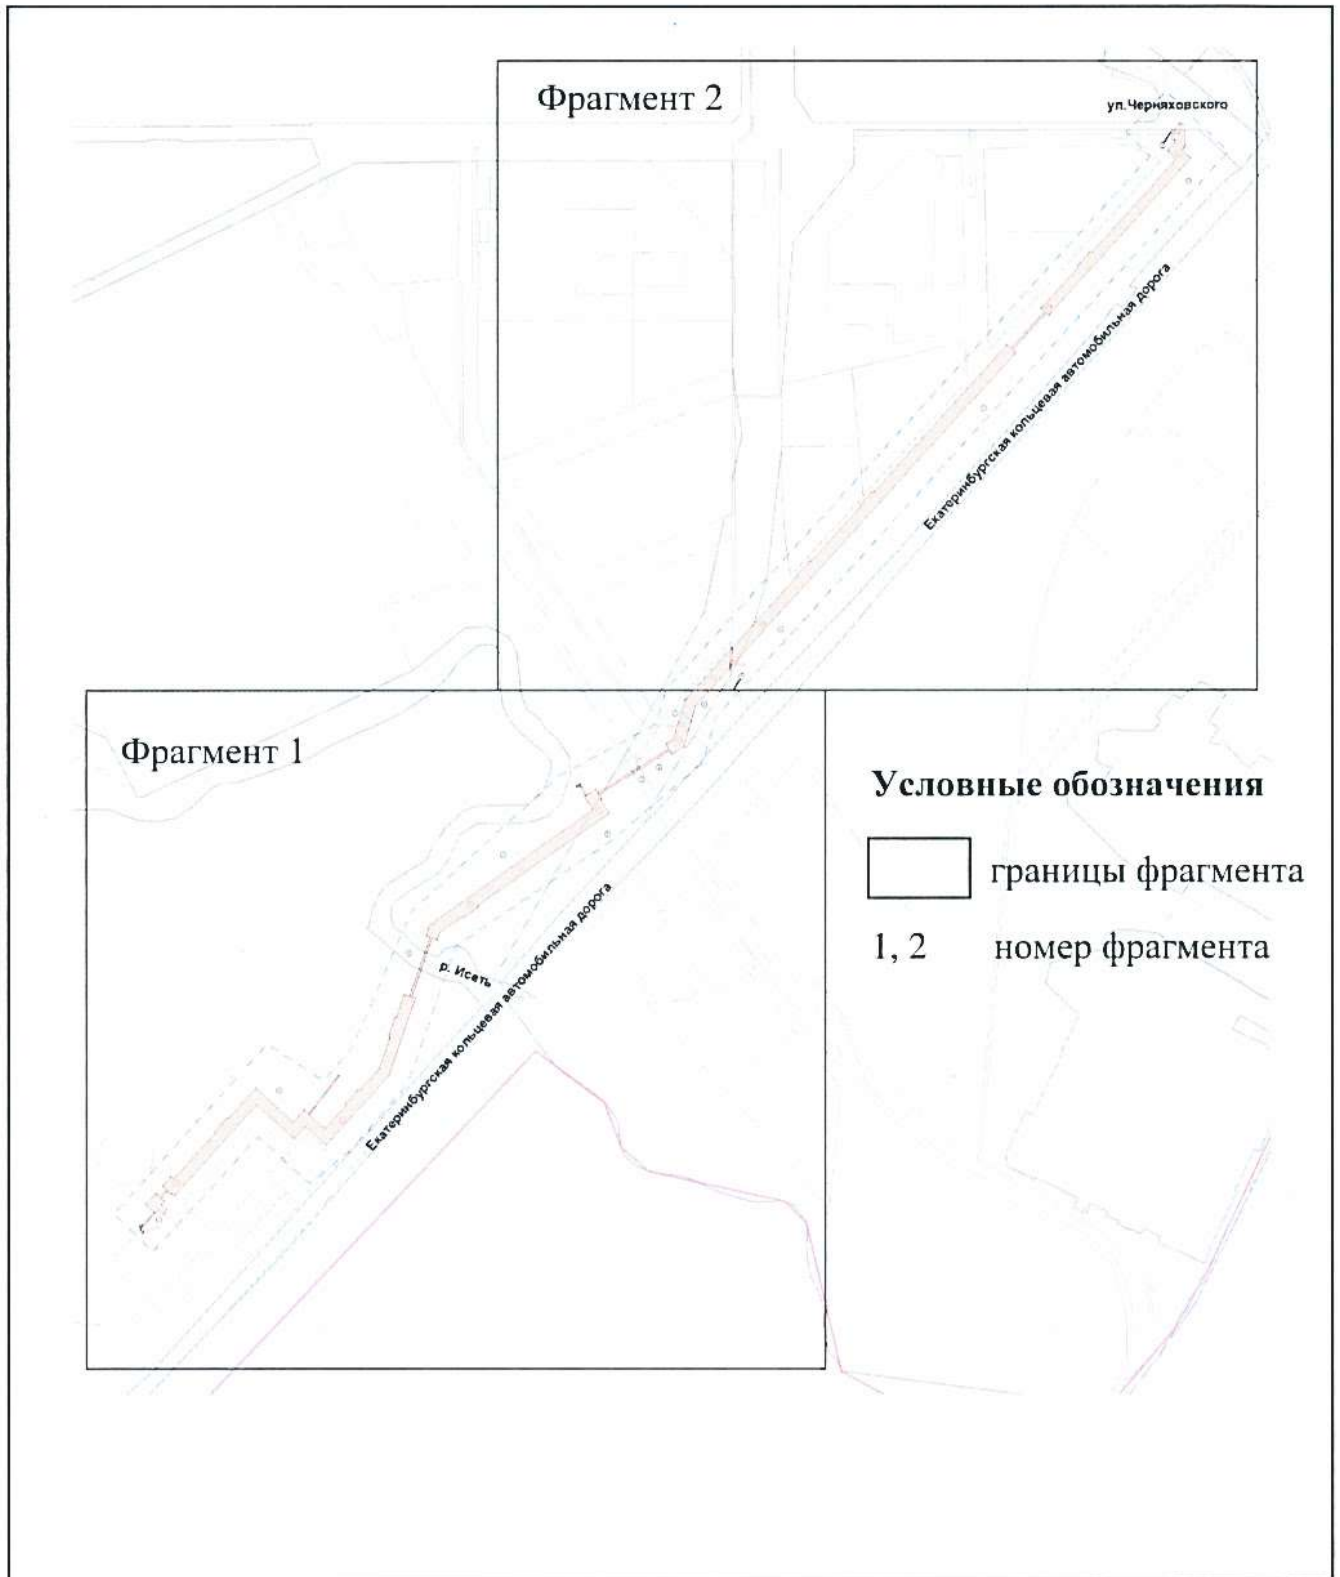 Фрагмент 2
ул.Черняховского
Екатеринбургская кольцевая автомобильная дорога
Фрагмент 1
Условные обозначения
границы фрагмента
1, 2 номер фрагмента
р. Исеть
Екатеринбургская кольцевая автомобильная дорога